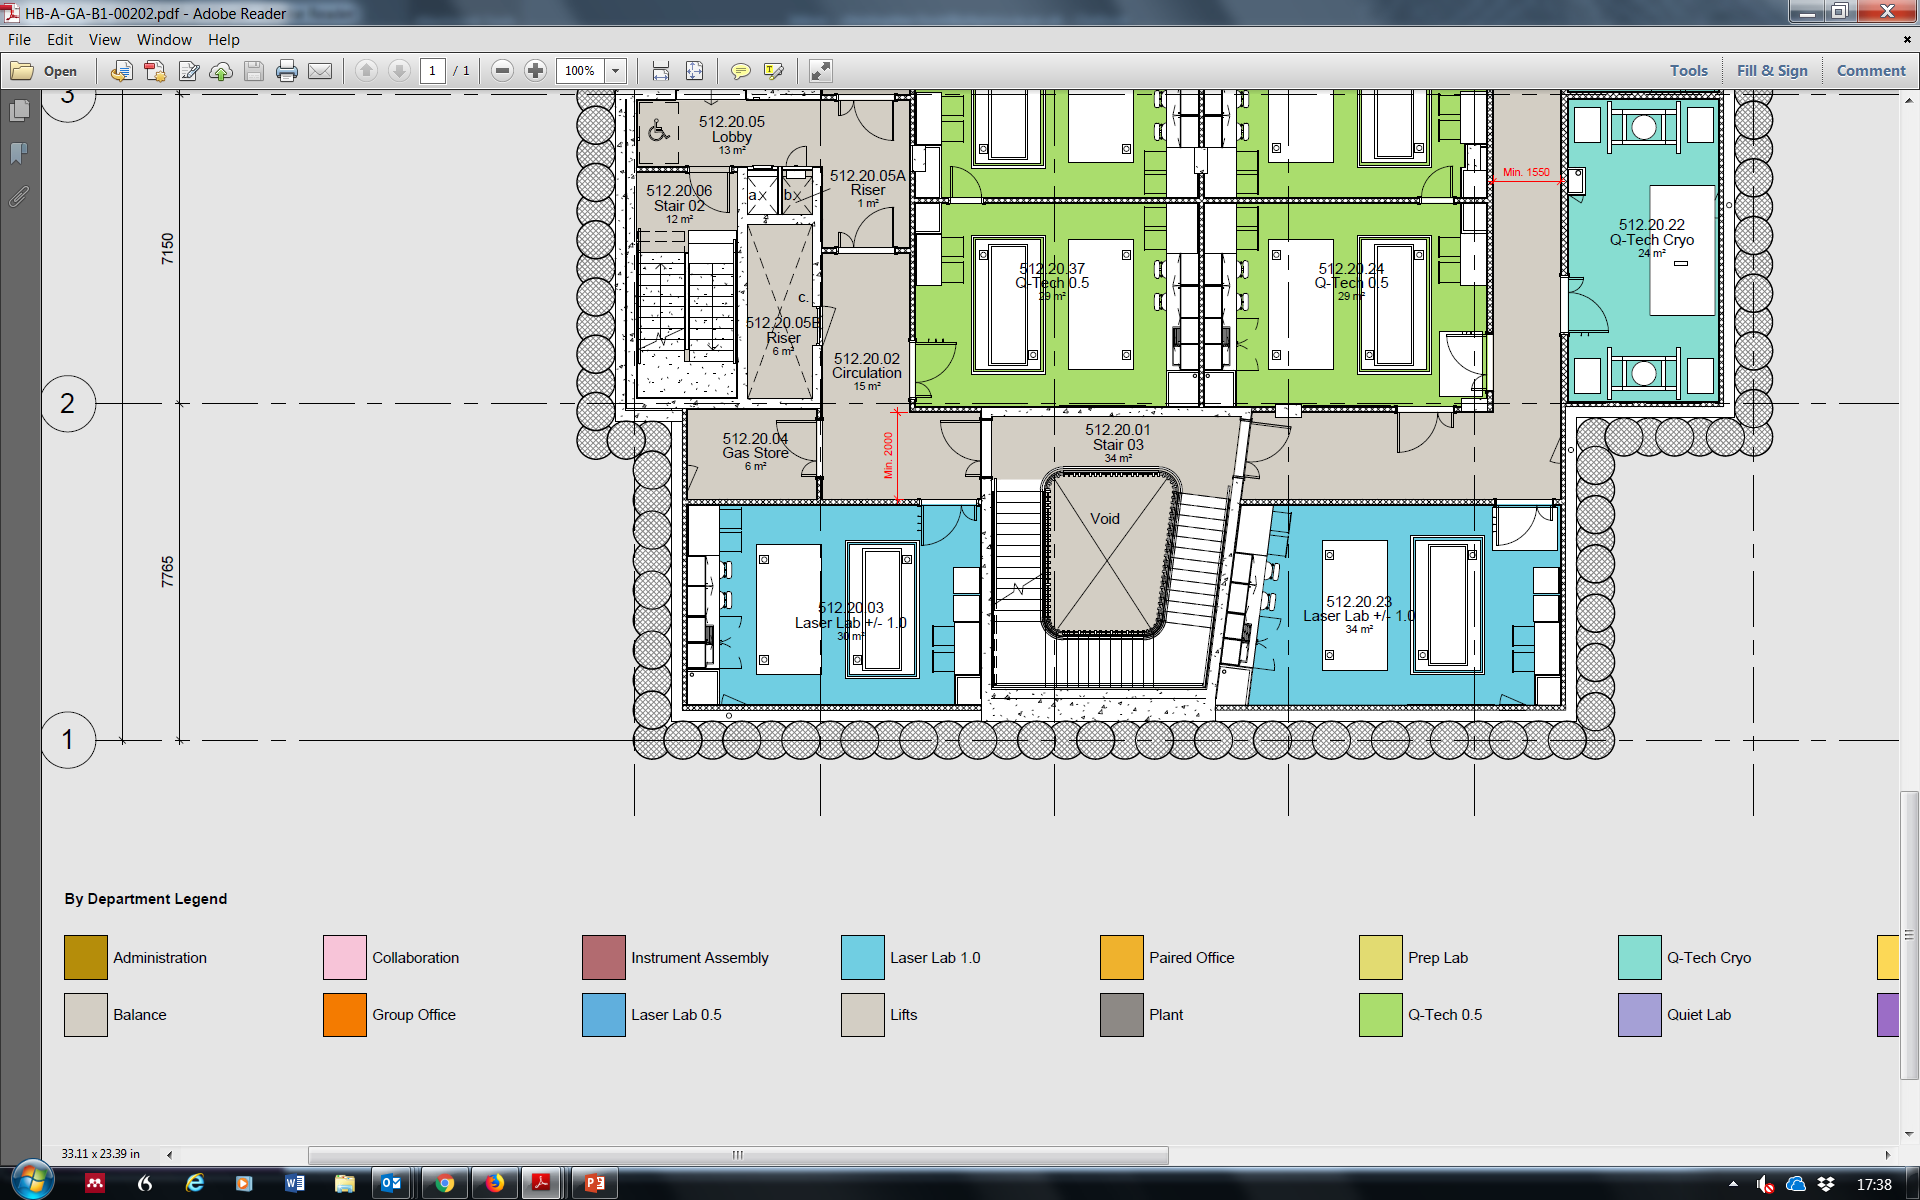 HB-A-GA-B1-00202.pdf - Adobe Reader
File Edit View Window Help
Open
1 / 1
100%
Tools Fill & Sign Comment
3
512.20.05
Lobby
13 m²
512.20.05A
Riser
1 m²
512.20.06
Stair 02
12 m²
ax
bx
Min. 1550
512.20.22
Q-Tech Cryo
24 m²
7150
512.20.37
Q-Tech 0.5
29 m²
512.20.24
Q-Tech 0.5
29 m²
c.
512.20.05B
Riser
6 m²
512.20.02
Circulation
15 m²
2
512.20.04
Gas Store
6 m²
Min. 2000
512.20.01
Stair 03
34 m²
Void
7765
512.20.03
Laser Lab +/- 1.0
30 m²
512.20.23
Laser Lab +/- 1.0
34 m²
1
By Department Legend
Administration
Collaboration
Instrument Assembly
Laser Lab 1.0
Paired Office
Prep Lab
Q-Tech Cryo
Balance
Group Office
Laser Lab 0.5
Lifts
Plant
Q-Tech 0.5
Quiet Lab
33.11 x 23.39 in
17:38